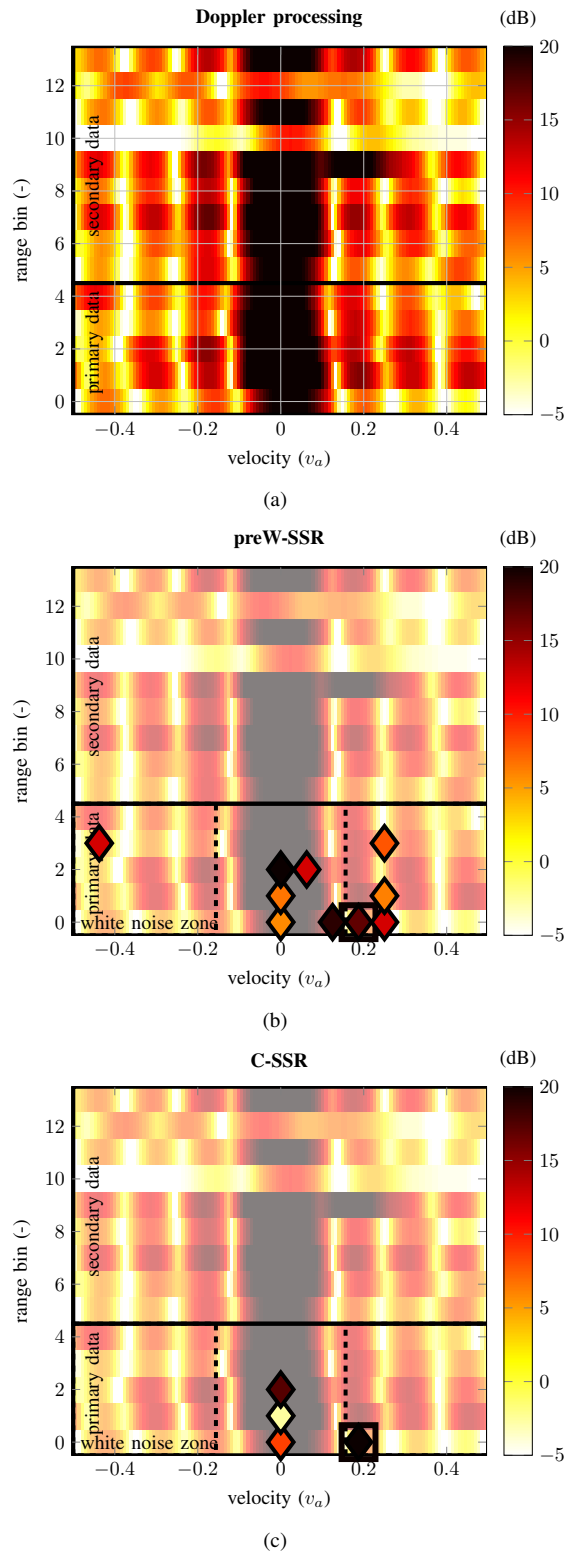 Doppler processing
(dB)
20
15
10
5
0
−5
12
10
8
6
4
2
0
range bin (-)
secondary data
primary data
−0.4
−0.2
0
0.2
0.4
velocity (vₐ)
(a)
preW-SSR
(dB)
20
15
10
5
0
−5
12
10
8
6
4
2
0
range bin (-)
secondary data
primary data
white noise zone
−0.4
−0.2
0
0.2
0.4
velocity (vₐ)
(b)
C-SSR
(dB)
20
15
10
5
0
−5
12
10
8
6
4
2
0
range bin (-)
secondary data
primary data
white noise zone
−0.4
−0.2
0
0.2
0.4
velocity (vₐ)
(c)